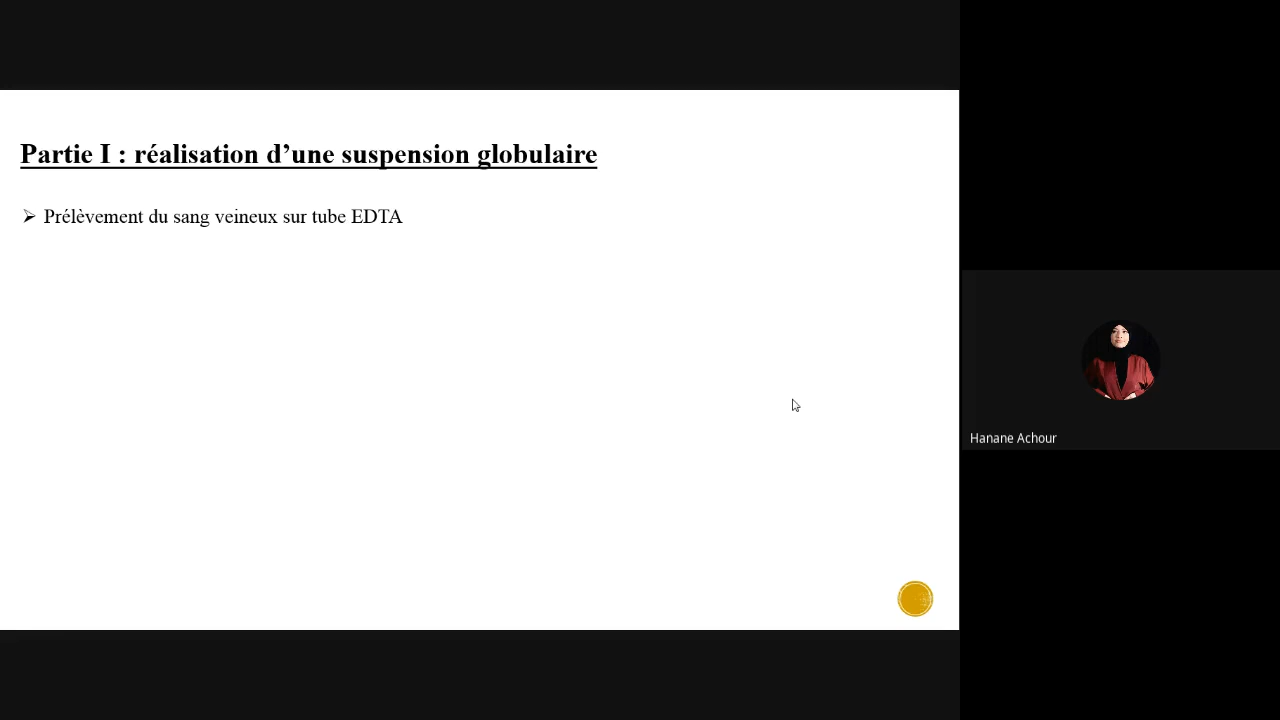 Partie I : réalisation d’une suspension globulaire
➢ Prélèvement du sang veineux sur tube EDTA
Hanane Achour